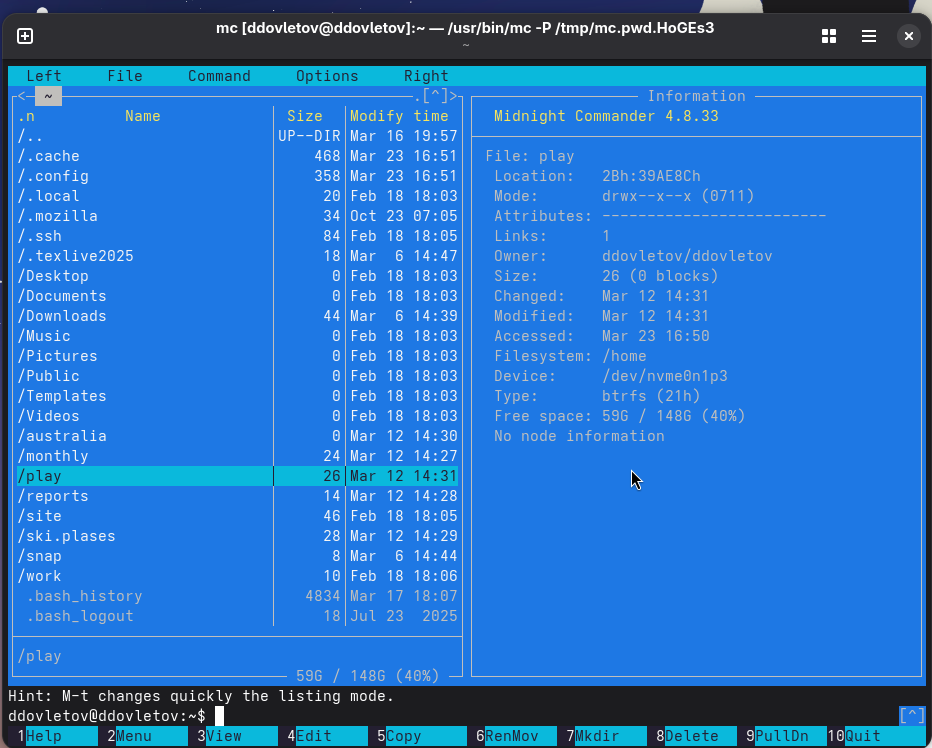 mc [ddovletov@ddovletov]:~ — /usr/bin/mc -P /tmp/mc.pwd.HoGEs3
~
Left File Command Options Right
<─ ~ .[^]>
.n Name Size Modify time
/.. UP--DIR Mar 16 19:57
/.cache 468 Mar 23 16:51
/.config 358 Mar 23 16:51
/.local 20 Feb 18 18:03
/.mozilla 34 Oct 23 07:05
/.ssh 84 Feb 18 18:05
/.texlive2025 18 Mar 6 14:47
/Desktop 0 Feb 18 18:03
/Documents 0 Feb 18 18:03
/Downloads 44 Mar 6 14:39
/Music 0 Feb 18 18:03
/Pictures 0 Feb 18 18:03
/Public 0 Feb 18 18:03
/Templates 0 Feb 18 18:03
/Videos 0 Feb 18 18:03
/australia 0 Mar 12 14:30
/monthly 24 Mar 12 14:27
/play 26 Mar 12 14:31
/reports 14 Mar 12 14:28
/site 46 Feb 18 18:05
/ski.plases 28 Mar 12 14:29
/snap 8 Mar 6 14:44
/work 10 Feb 18 18:06
.bash_history 4834 Mar 17 18:07
.bash_logout 18 Jul 23 2025
/play
59G / 148G (40%)
Information
Midnight Commander 4.8.33
File: play
Location: 2Bh:39AE8Ch
Mode: drwx--x--x (0711)
Attributes: -------------------------
Links: 1
Owner: ddovletov/ddovletov
Size: 26 (0 blocks)
Changed: Mar 12 14:31
Modified: Mar 12 14:31
Accessed: Mar 23 16:50
Filesystem: /home
Device: /dev/nvme0n1p3
Type: btrfs (21h)
Free space: 59G / 148G (40%)
No node information
Hint: M-t changes quickly the listing mode.
ddovletov@ddovletov:~$ [^]
1Help 2Menu 3View 4Edit 5Copy 6RenMov 7Mkdir 8Delete 9PullDn 10Quit